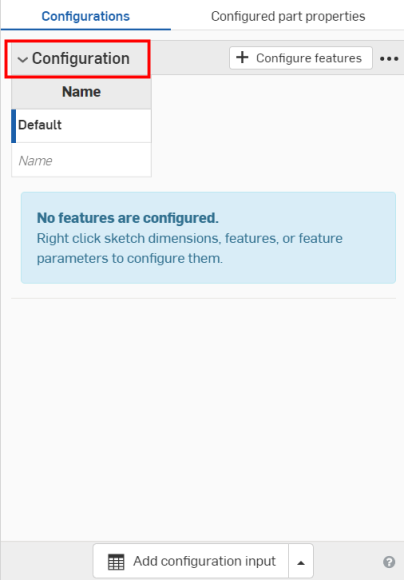 Configurations
Configured part properties
Configuration
+ Configure features
Name
Default
Name
No features are configured.
Right click sketch dimensions, features, or feature
parameters to configure them.
Add configuration input
?